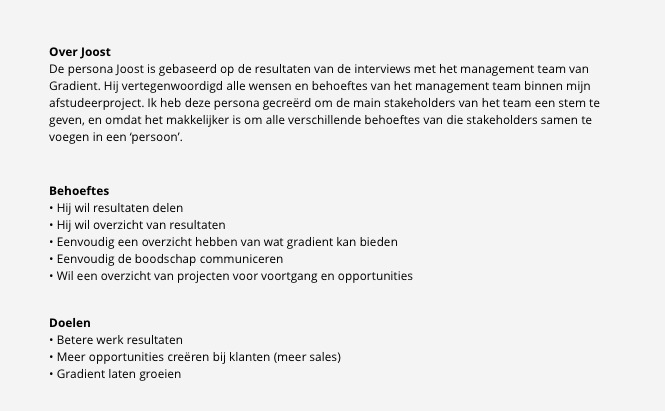 Over Joost
De persona Joost is gebaseerd op de resultaten van de interviews met het management team van
Gradient. Hij vertegenwoordigd alle wensen en behoeftes van het management team binnen mijn
afstudeerproject. Ik heb deze persona gecreërd om de main stakeholders van het team een stem te
geven, en omdat het makkelijker is om alle verschillende behoeftes van die stakeholders samen te
voegen in een ‘persoon’.
Behoeftes
• Hij wil resultaten delen
• Hij wil overzicht van resultaten
• Eenvoudig een overzicht hebben van wat gradient kan bieden
• Eenvoudig de boodschap communiceren
• Wil een overzicht van projecten voor voortgang en opportunities
Doelen
• Betere werk resultaten
• Meer opportunities creëren bij klanten (meer sales)
• Gradient laten groeien